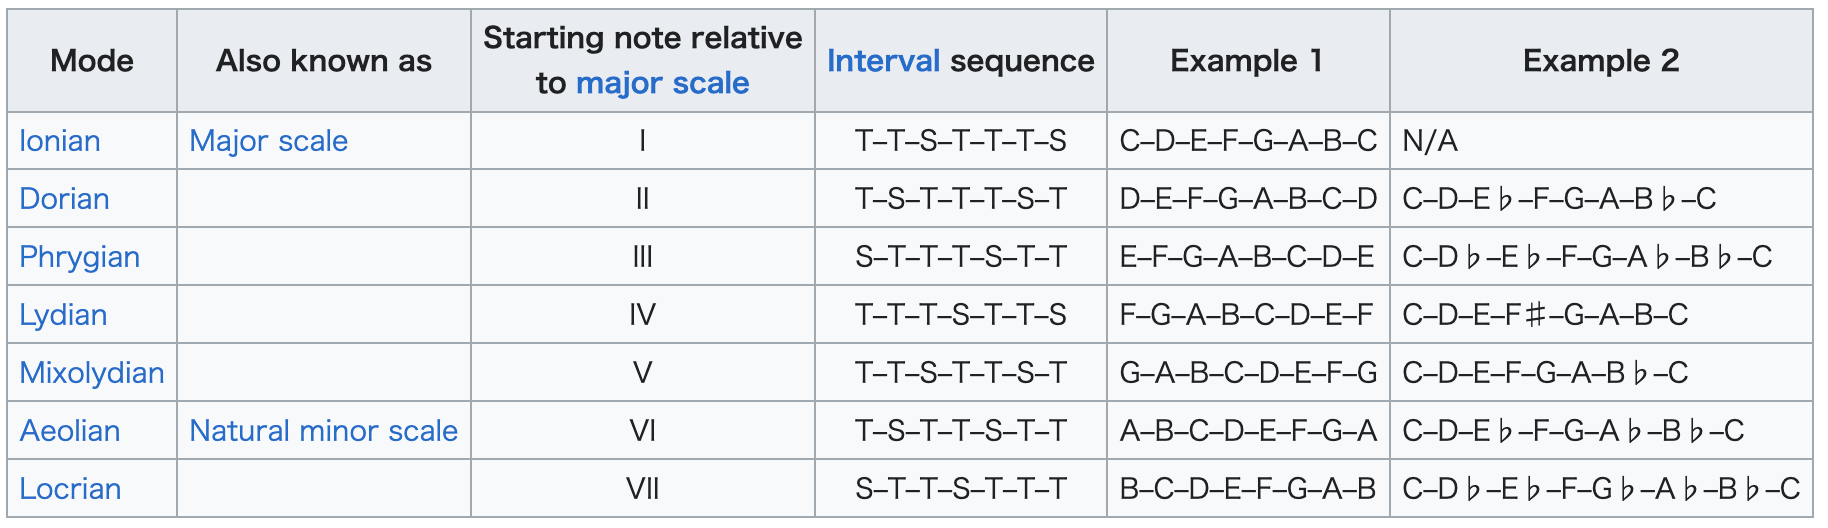 Mode Also known as Starting note relative to major scale Interval sequence Example 1 Example 2
Ionian Major scale I T–T–S–T–T–T–S C–D–E–F–G–A–B–C N/A
Dorian II T–S–T–T–T–S–T D–E–F–G–A–B–C–D C–D–E♭–F–G–A–B♭–C
Phrygian III S–T–T–T–S–T–T E–F–G–A–B–C–D–E C–D♭–E♭–F–G–A♭–B♭–C
Lydian IV T–T–T–S–T–T–S F–G–A–B–C–D–E–F C–D–E–F♯–G–A–B–C
Mixolydian V T–T–S–T–T–S–T G–A–B–C–D–E–F–G C–D–E–F–G–A–B♭–C
Aeolian Natural minor scale VI T–S–T–T–S–T–T A–B–C–D–E–F–G–A C–D–E♭–F–G–A♭–B♭–C
Locrian VII S–T–T–S–T–T–T B–C–D–E–F–G–A–B C–D♭–E♭–F–G♭–A♭–B♭–C